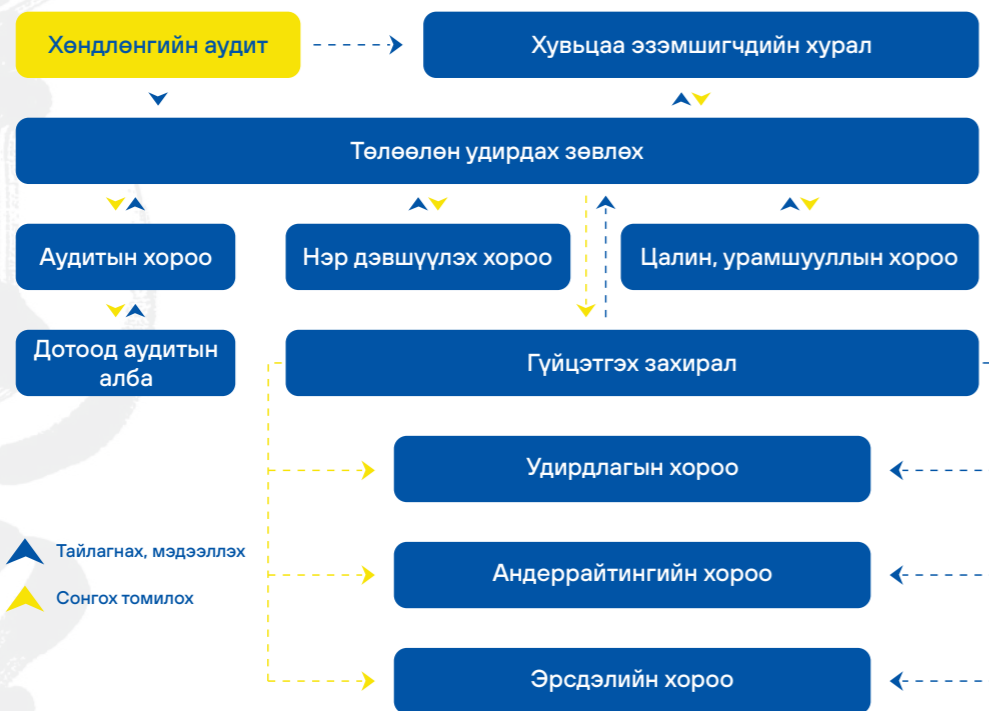 Хөндлөнгийн аудит
Хувьцаа эзэмшигчдийн хурал
Төлөөлөн удирдах зөвлөх
Аудитын хороо
Нэр дэвшүүлэх хороо
Цалин, урамшууллын хороо
Дотоод аудитын
алба
Гүйцэтгэх захирал
Удирдлагын хороо
Андеррайтингийн хороо
Эрсдэлийн хороо
Тайлагнах, мэдээллэх
Сонгох томилох